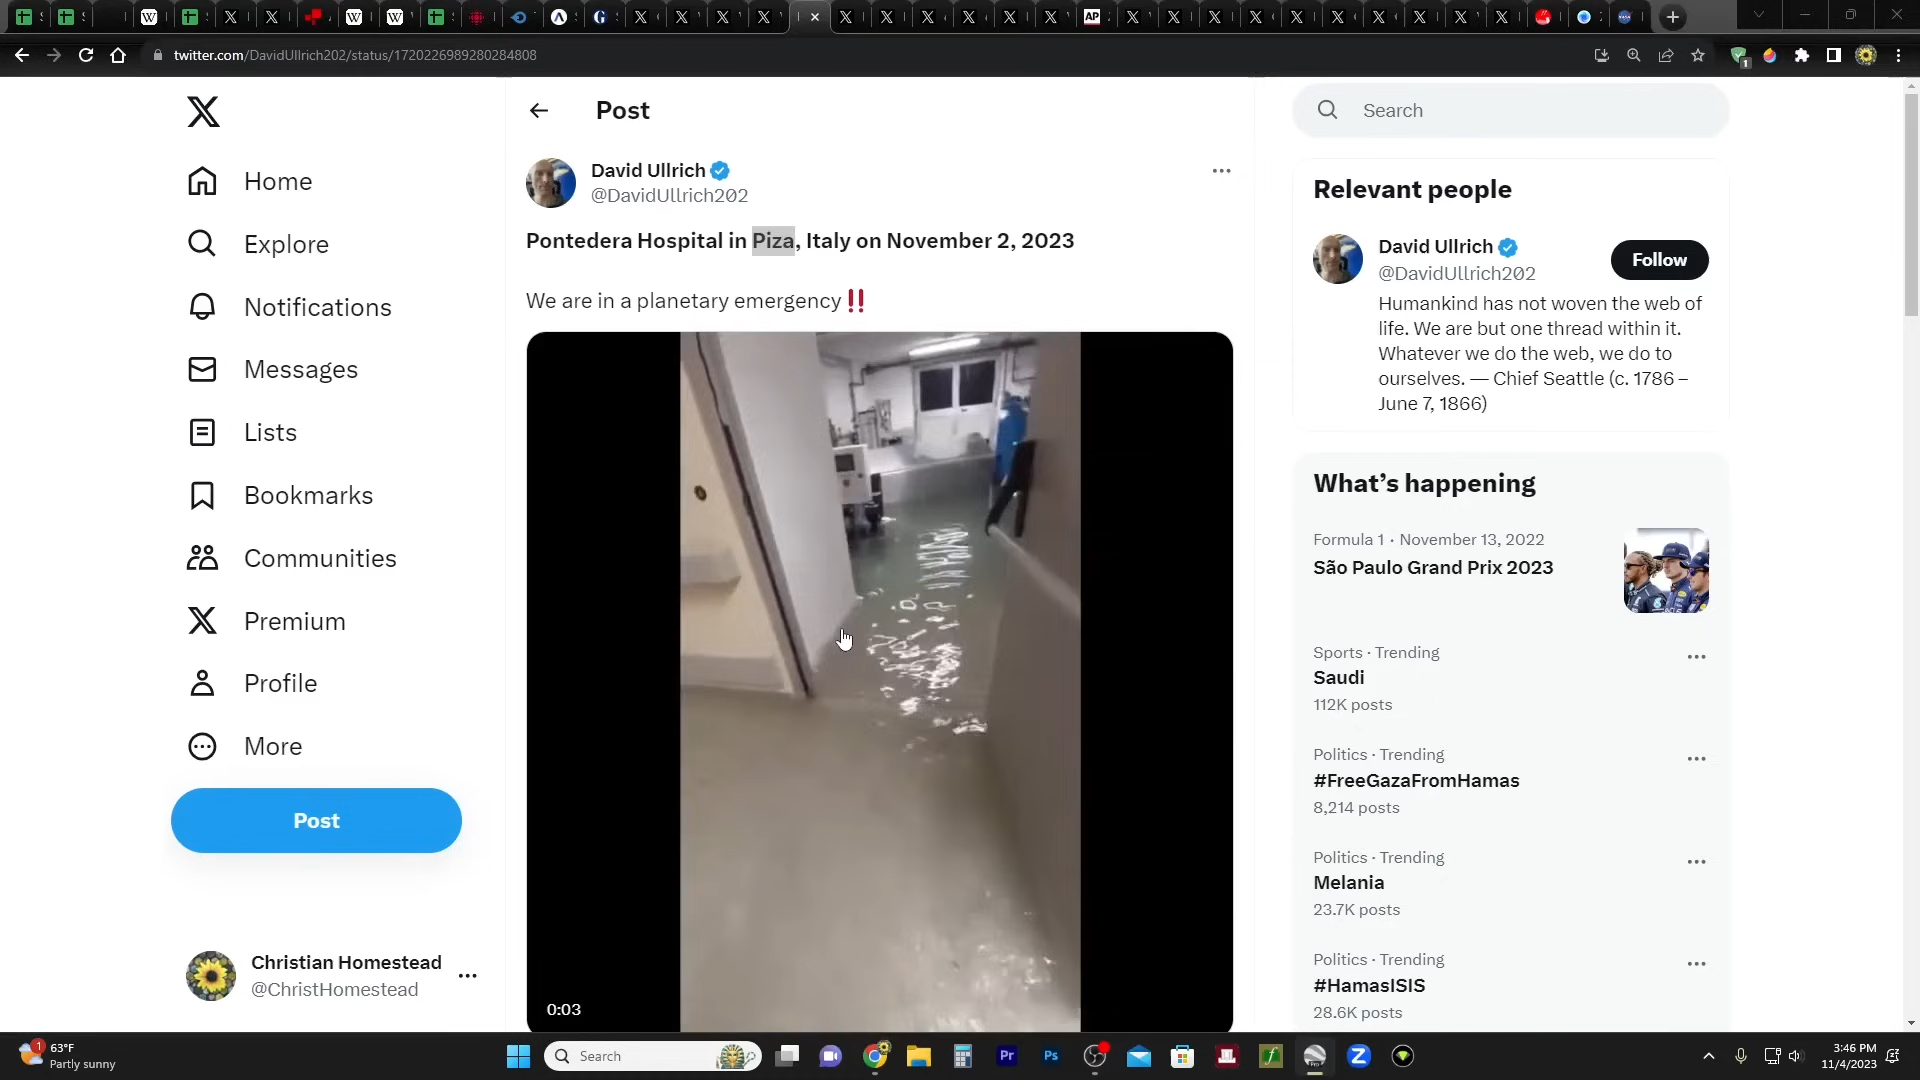 twitter.com/DavidUllrich202/status/1720226989280284808
Post
Search
Home
Explore
Notifications
Messages
Lists
Bookmarks
Communities
Premium
Profile
More
Post
Christian Homestead
@ChristHomestead
David Ullrich
@DavidUllrich202
Pontedera Hospital in Piza, Italy on November 2, 2023
We are in a planetary emergency‼️
0:03
Relevant people
David Ullrich
@DavidUllrich202
Follow
Humankind has not woven the web of
life. We are but one thread within it.
Whatever we do the web, we do to
ourselves. — Chief Seattle (c. 1786 –
June 7, 1866)
What’s happening
Formula 1 · November 13, 2022
São Paulo Grand Prix 2023
Sports · Trending
Saudi
112K posts
Politics · Trending
#FreeGazaFromHamas
8,214 posts
Politics · Trending
Melania
23.7K posts
Politics · Trending
#HamasISIS
28.6K posts
1
63°F
Partly sunny
Search
Pr
Ps
3:46 PM
11/4/2023